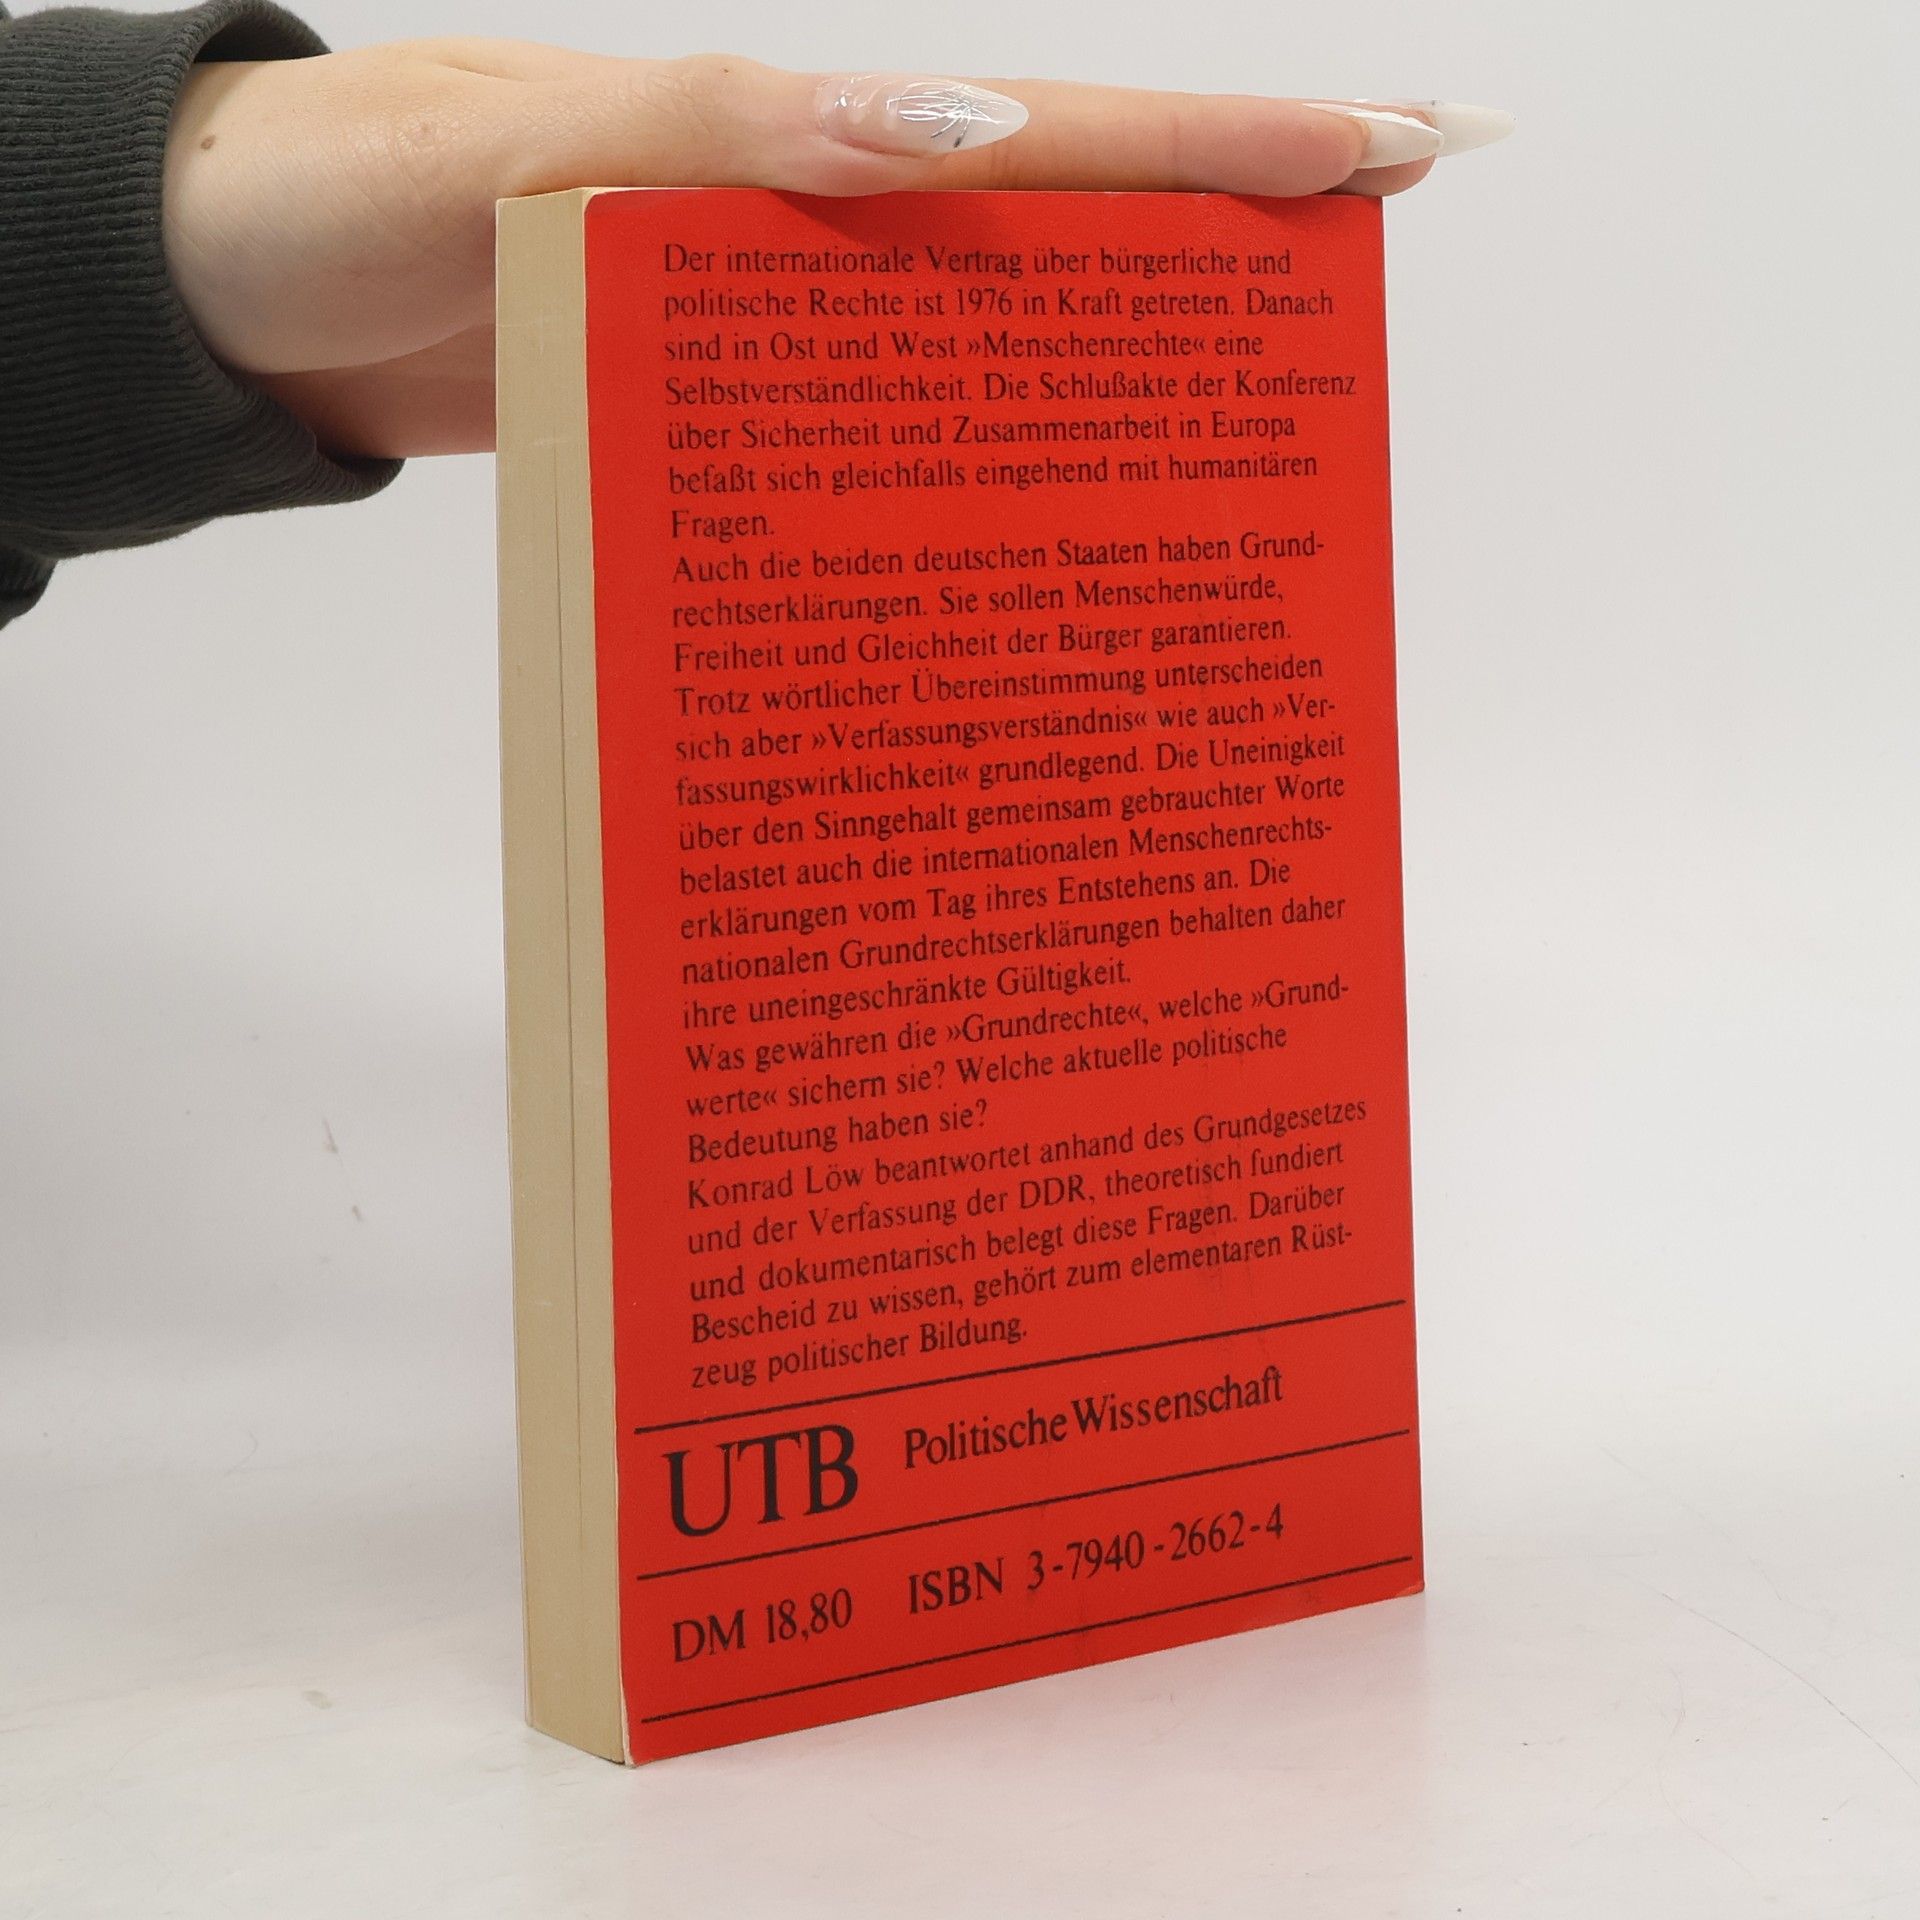 Der internationale Vertrag über bürgerliche und
politische Rechte ist 1976 in Kraft getreten. Danach
sind in Ost und West »Menschenrechte« eine
Selbstverständlichkeit. Die Schlußakte der Konferenz
über Sicherheit und Zusammenarbeit in Europa
befaßt sich gleichfalls eingehend mit humanitären
Fragen.
Auch die beiden deutschen Staaten haben Grund-
rechtserklärungen. Sie sollen Menschenwürde,
Freiheit und Gleichheit der Bürger garantieren.
Trotz wörtlicher Übereinstimmung unterscheiden
sich aber »Verfassungsverständnis« wie auch »Ver-
fassungswirklichkeit« grundlegend. Die Uneinigkeit
über den Sinngehalt gemeinsam gebrauchter Worte
belastet auch die internationalen Menschenrechts-
erklärungen vom Tag ihres Entstehens an. Die
nationalen Grundrechtserklärungen behalten daher
ihre uneingeschränkte Gültigkeit.
Was gewähren die »Grundrechte«, welche »Grund-
werte« sichern sie? Welche aktuelle politische
Bedeutung haben sie?
Konrad Löw beantwortet anhand des Grundgesetzes
und der Verfassung der DDR, theoretisch fundiert
und dokumentarisch belegt diese Fragen. Darüber
Bescheid zu wissen, gehört zum elementaren Rüst-
zeug politischer Bildung.
UTB Politische Wissenschaft
DM 18,80 ISBN 3-7940-2662-4